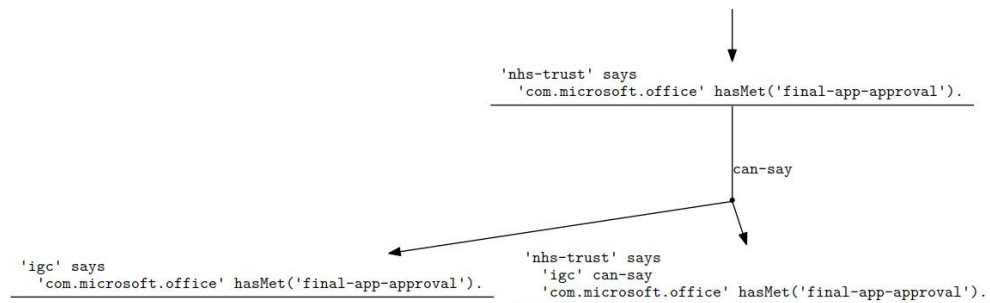 'nhs-trust' says
'com.microsoft.office' hasMet('final-app-approval').
can-say
'igc' says
'com.microsoft.office' hasMet('final-app-approval').
'nhs-trust' says
'igc' can-say
'com.microsoft.office' hasMet('final-app-approval').